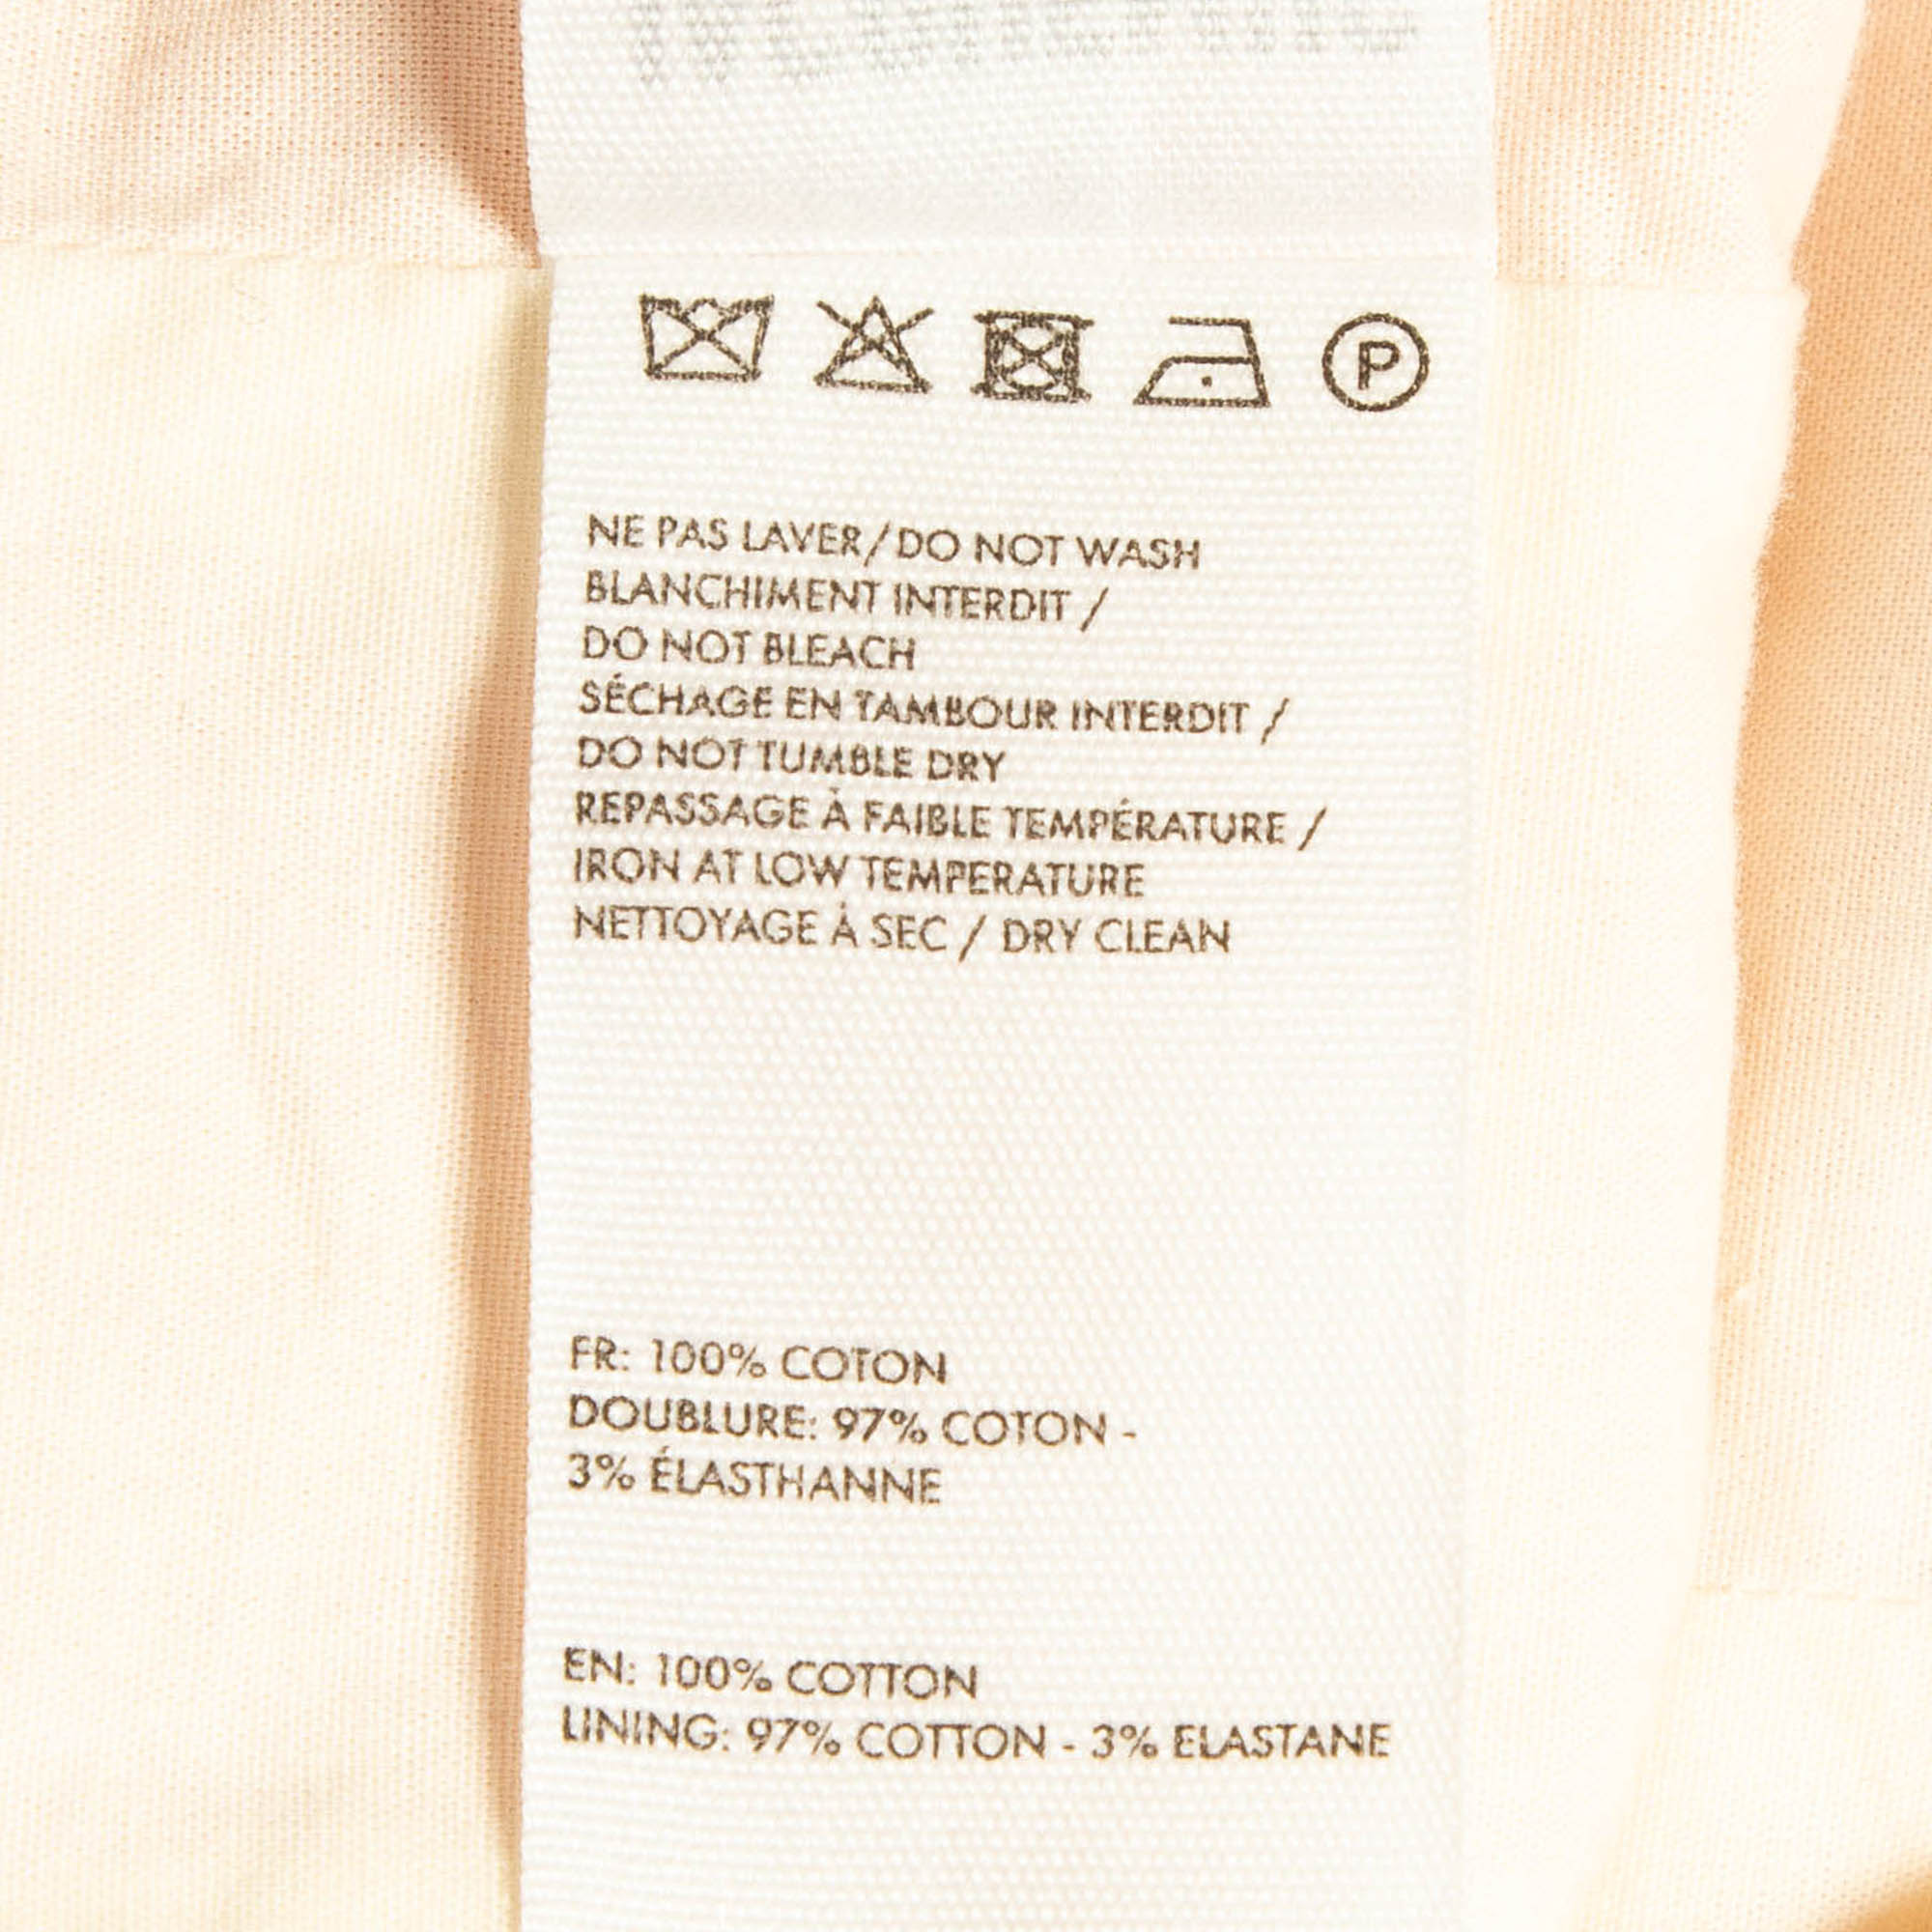 P
NE PAS LAVER/DO NOT WASH
BLANCHIMENT INTERDIT /
DO NOT BLEACH
SÉCHAGE EN TAMBOUR INTERDIT /
DO NOT TUMBLE DRY
REPASSAGE À FAIBLE TEMPÉRATURE /
IRON AT LOW TEMPERATURE
NETTOYAGE À SEC / DRY CLEAN
FR: 100% COTON
DOUBLURE: 97% COTON -
3% ÉLASTHANNE
EN: 100% COTTON
LINING: 97% COTTON - 3% ELASTANE